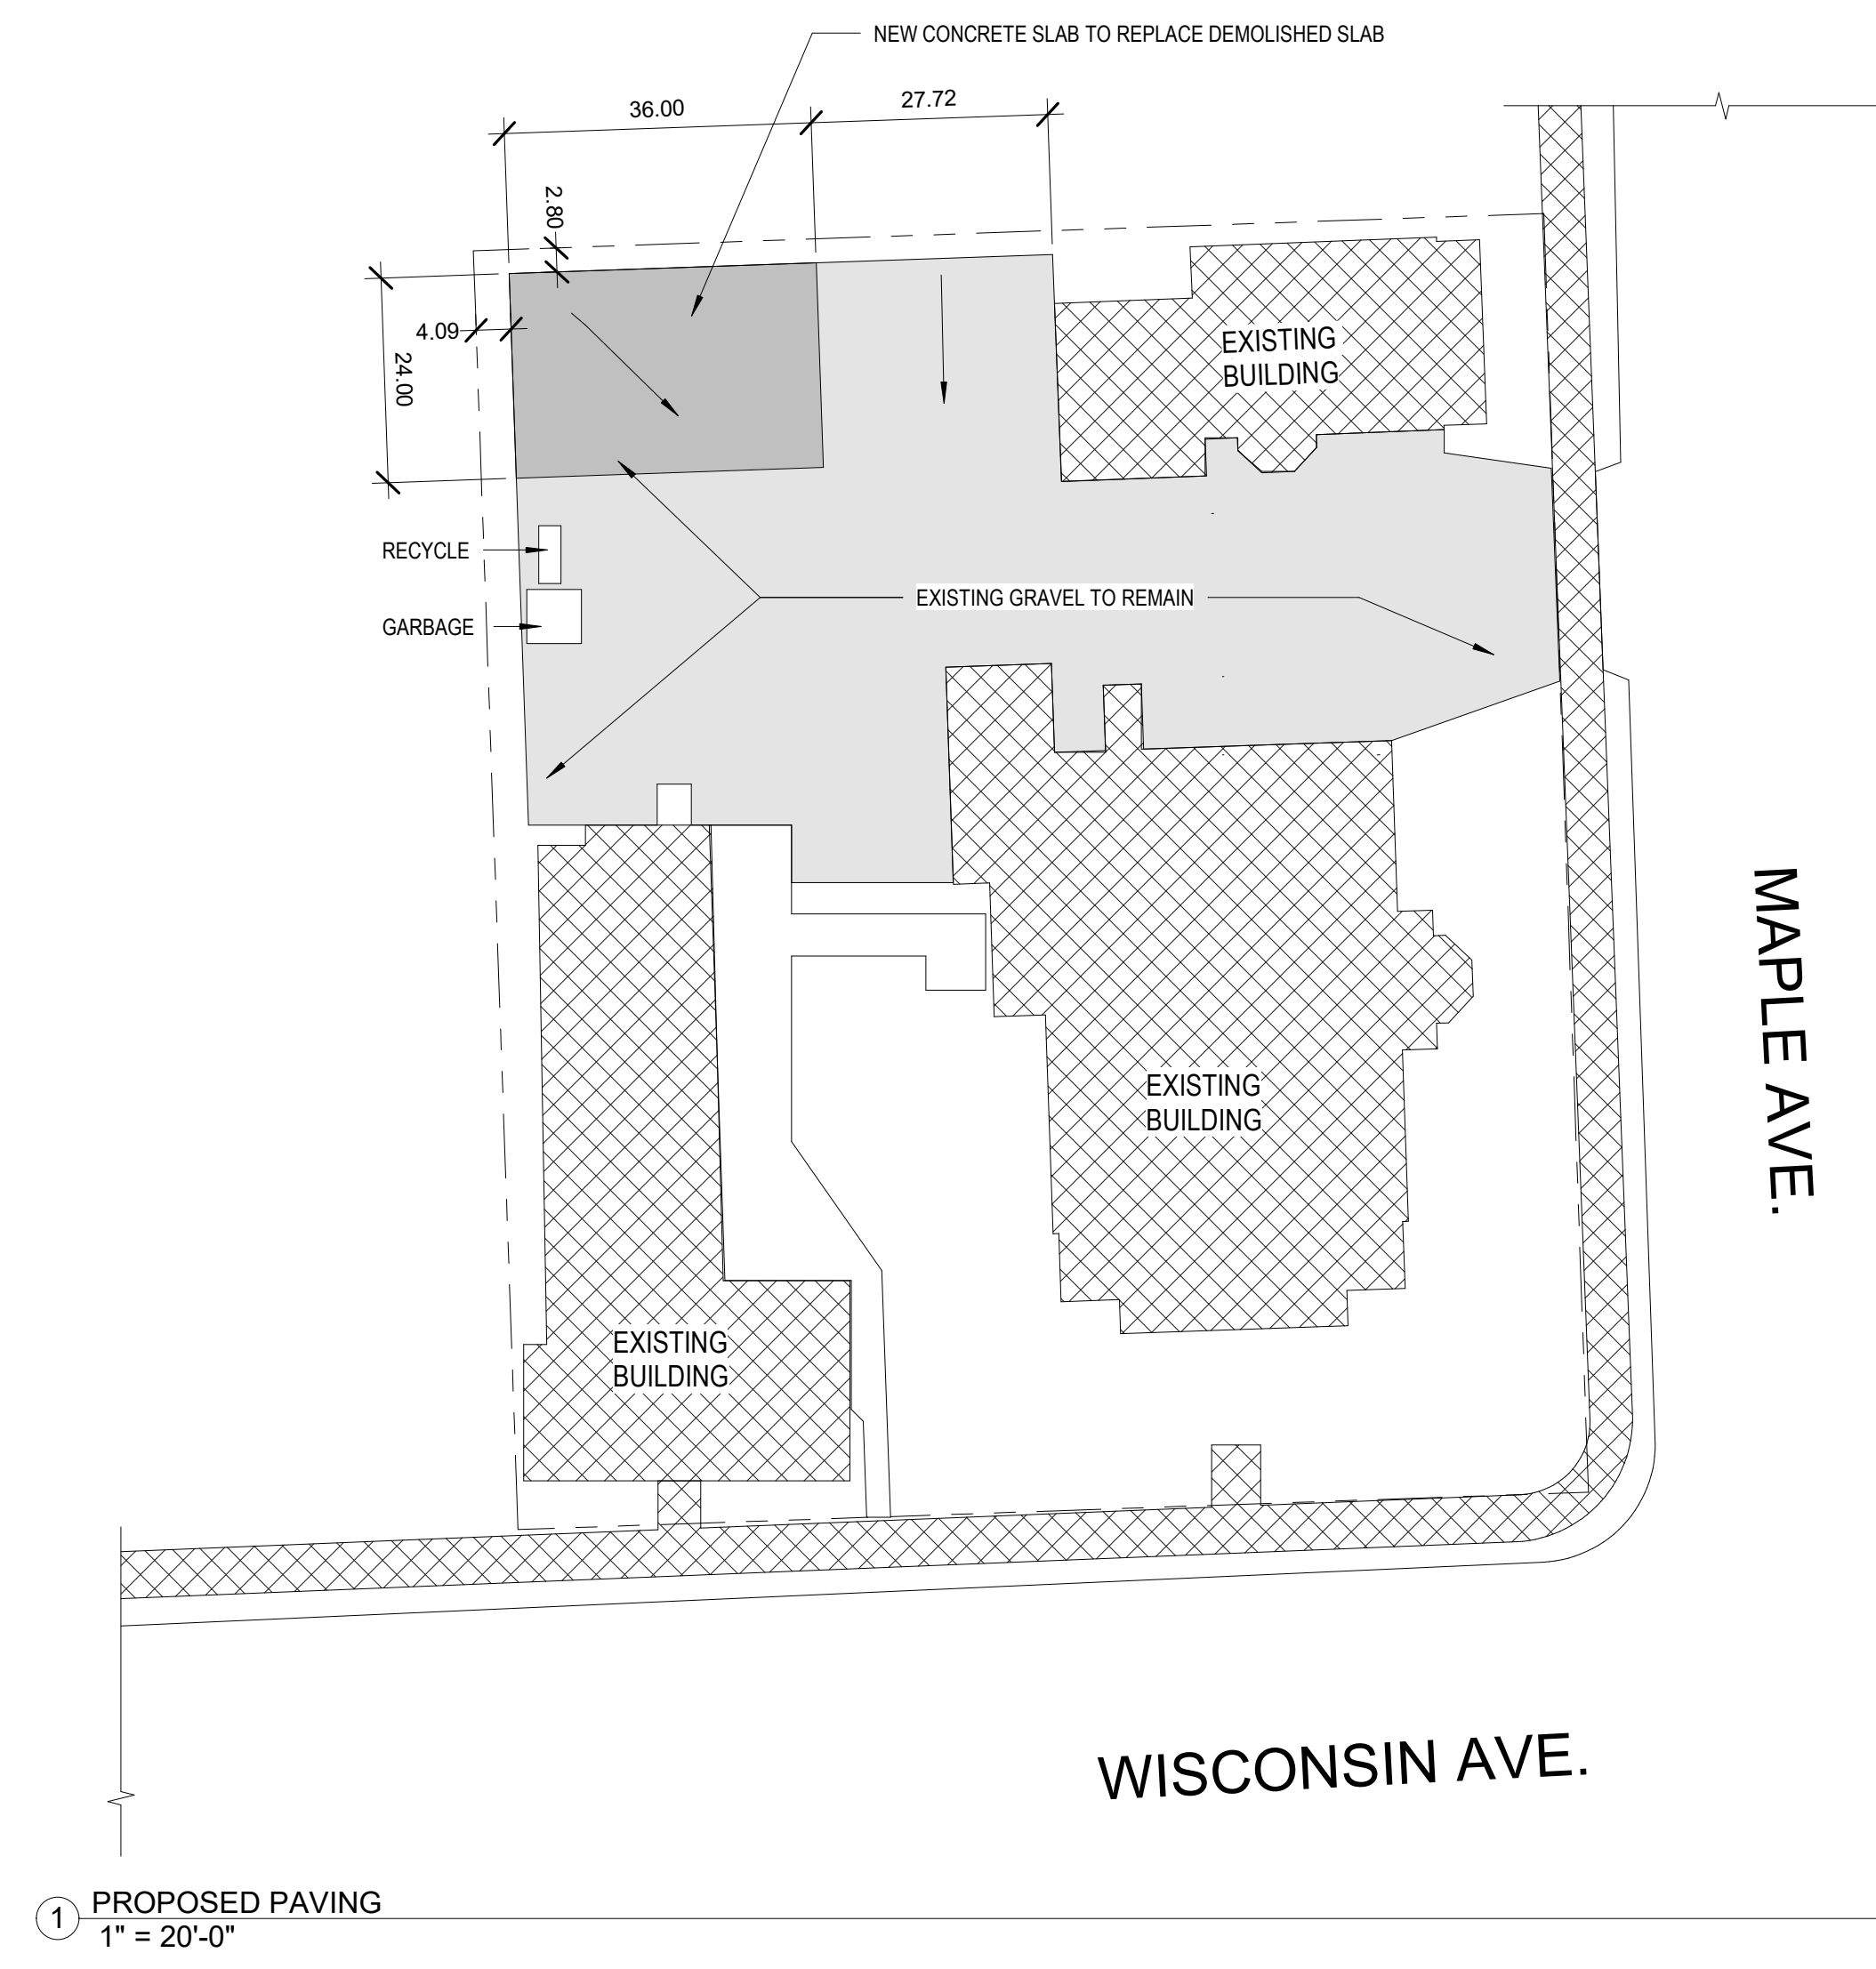 NEW CONCRETE SLAB TO REPLACE DEMOLISHED SLAB
36.00
27.72
2.80
4.09
24.00
EXISTING
BUILDING
RECYCLE
GARBAGE
EXISTING GRAVEL TO REMAIN
MAPLE AVE.
EXISTING
BUILDING
EXISTING
BUILDING
WISCONSIN AVE.
1 PROPOSED PAVING
1" = 20'-0"